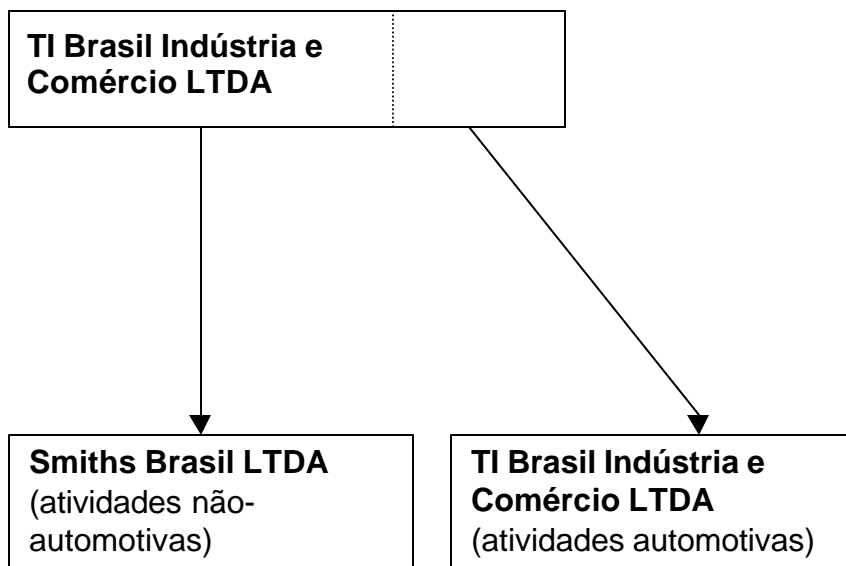 TI Brasil Indústria e
Comércio LTDA
Smiths Brasil LTDA
(atividades não-
automotivas)
TI Brasil Indústria e
Comércio LTDA
(atividades automotivas)